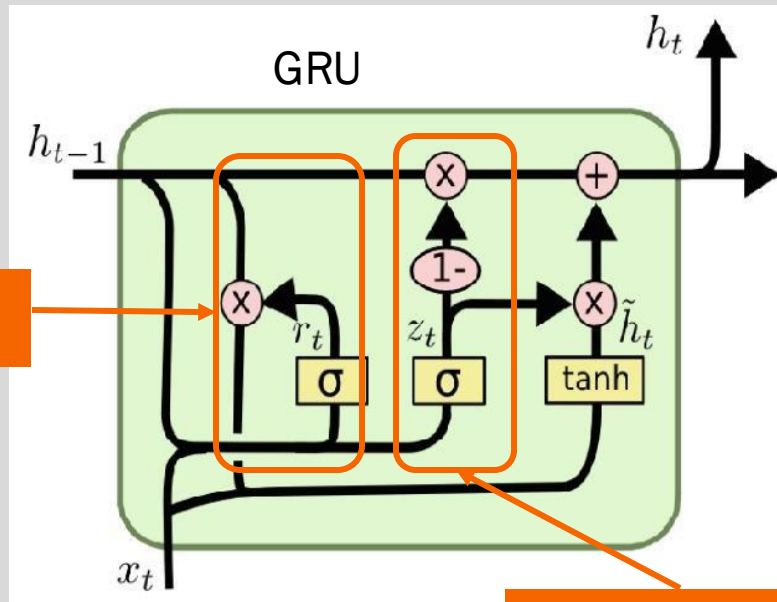 h_t
GRU
h_{t-1}
x
+
1-
x
x
r_t
z_t
h̃_t
σ
σ
tanh
x_t